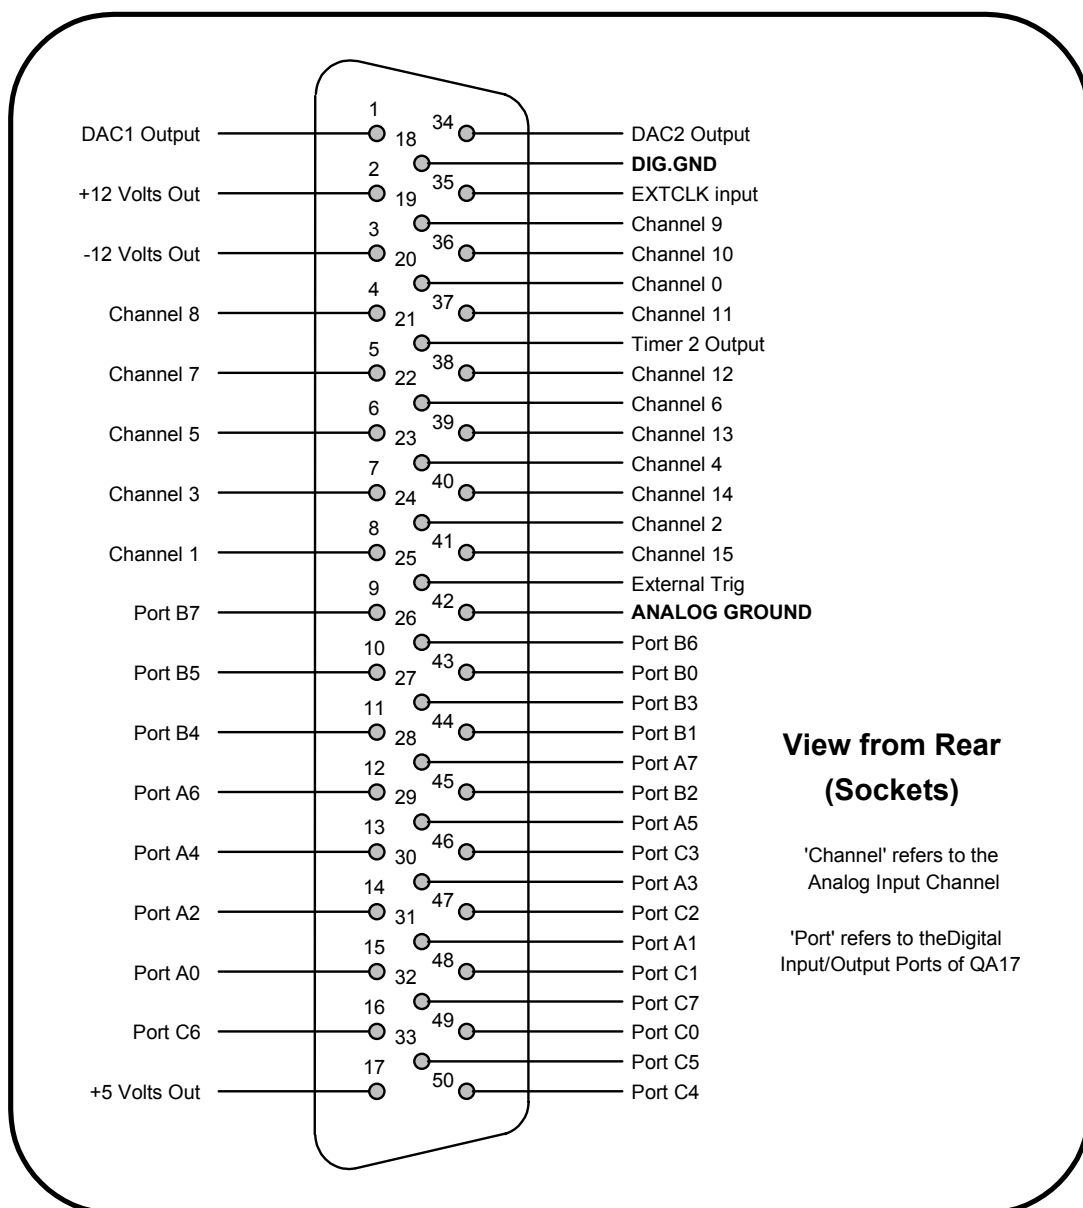 1
DAC1 Output
34
DAC2 Output
18
DIG.GND
2
+12 Volts Out
35
EXTCLK input
19
Channel 9
3
-12 Volts Out
36
Channel 10
20
Channel 0
4
Channel 8
37
Channel 11
21
Timer 2 Output
5
Channel 7
38
Channel 12
22
Channel 6
6
Channel 5
39
Channel 13
23
Channel 4
7
Channel 3
40
Channel 14
24
Channel 2
8
Channel 1
41
Channel 15
25
External Trig
9
Port B7
42
ANALOG GROUND
26
Port B6
10
Port B5
43
Port B0
27
Port B3
11
Port B4
44
Port B1
28
Port A7
12
Port A6
45
Port B2
29
Port A5
13
Port A4
46
Port C3
30
Port A3
14
Port A2
47
Port C2
31
Port A1
15
Port A0
48
Port C1
32
Port C7
16
Port C6
49
Port C0
33
Port C5
17
+5 Volts Out
50
Port C4
View from Rear
(Sockets)
'Channel' refers to the
Analog Input Channel
'Port' refers to theDigital
Input/Output Ports of QA17